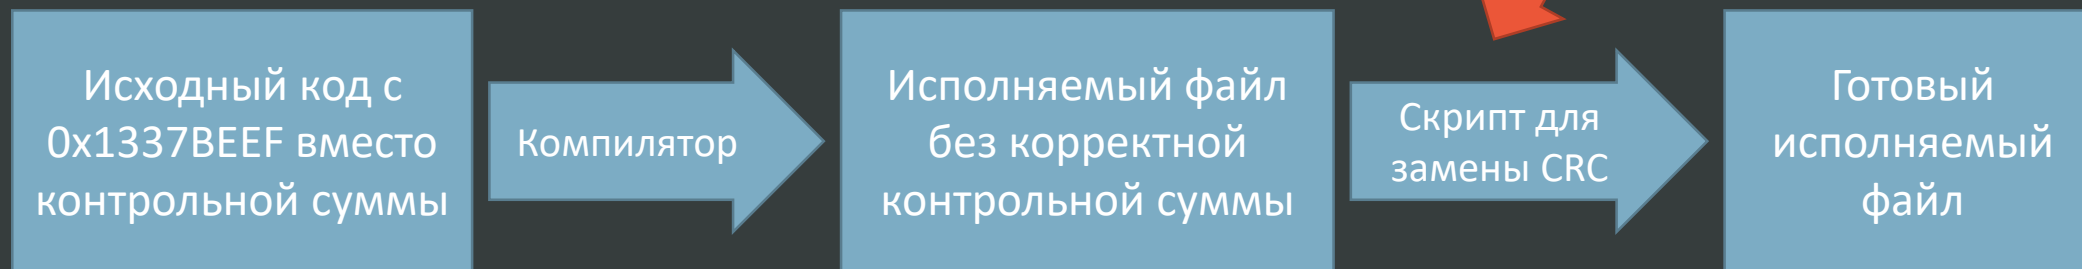 Исходный код с
0x1337BEEF вместо
контрольной суммы
Компилятор
Исполняемый файл
без корректной
контрольной суммы
Скрипт для
замены CRC
Готовый
исполняемый
файл